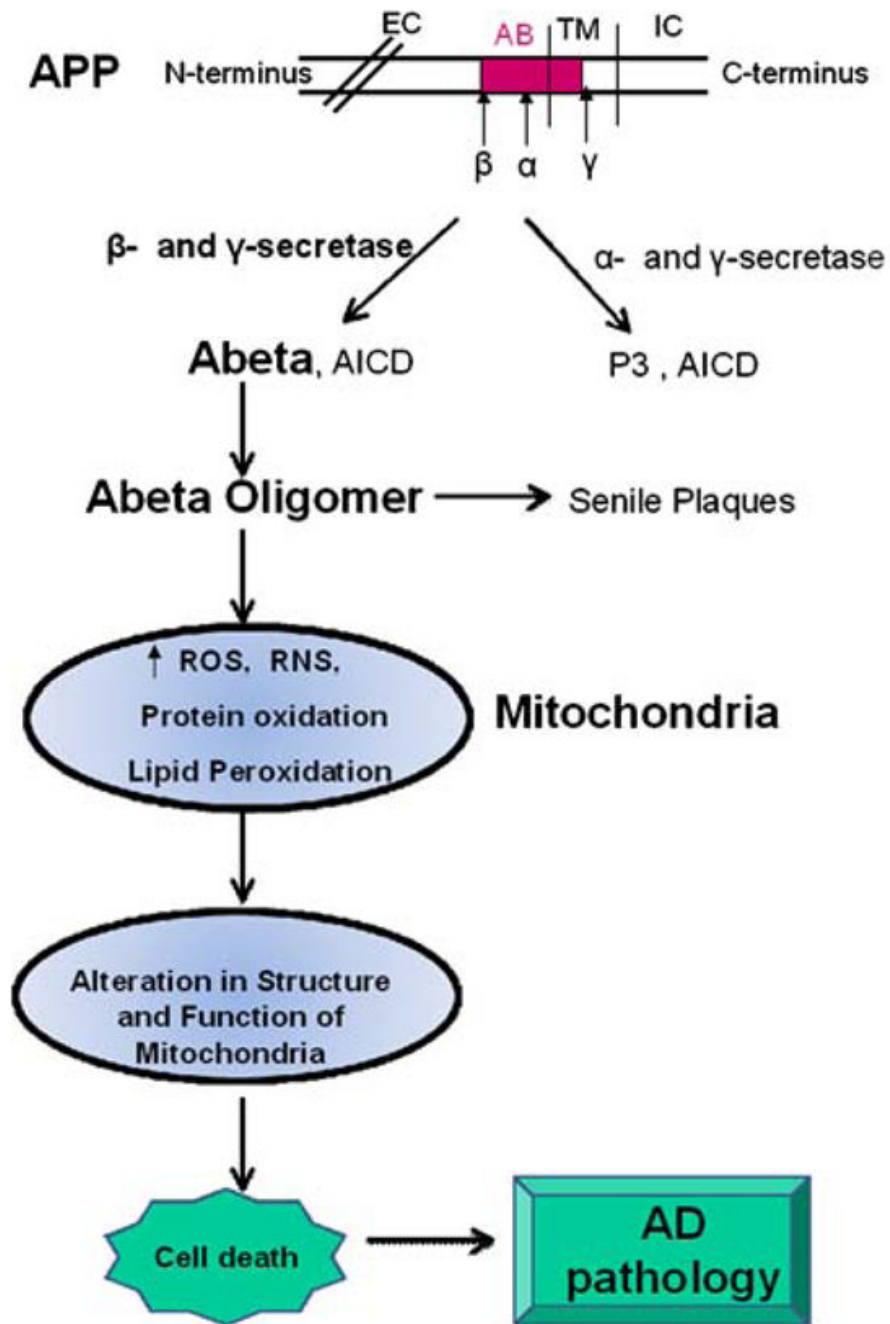 EC AB TM IC
APP N-terminus C-terminus
β α γ
β- and γ-secretase
α- and γ-secretase
Abeta, AICD
P3 , AICD
Abeta Oligomer
Senile Plaques
ROS, RNS,
Protein oxidation
Lipid Peroxidation
Mitochondria
Alteration in Structure
and Function of
Mitochondria
Cell death
AD
pathology